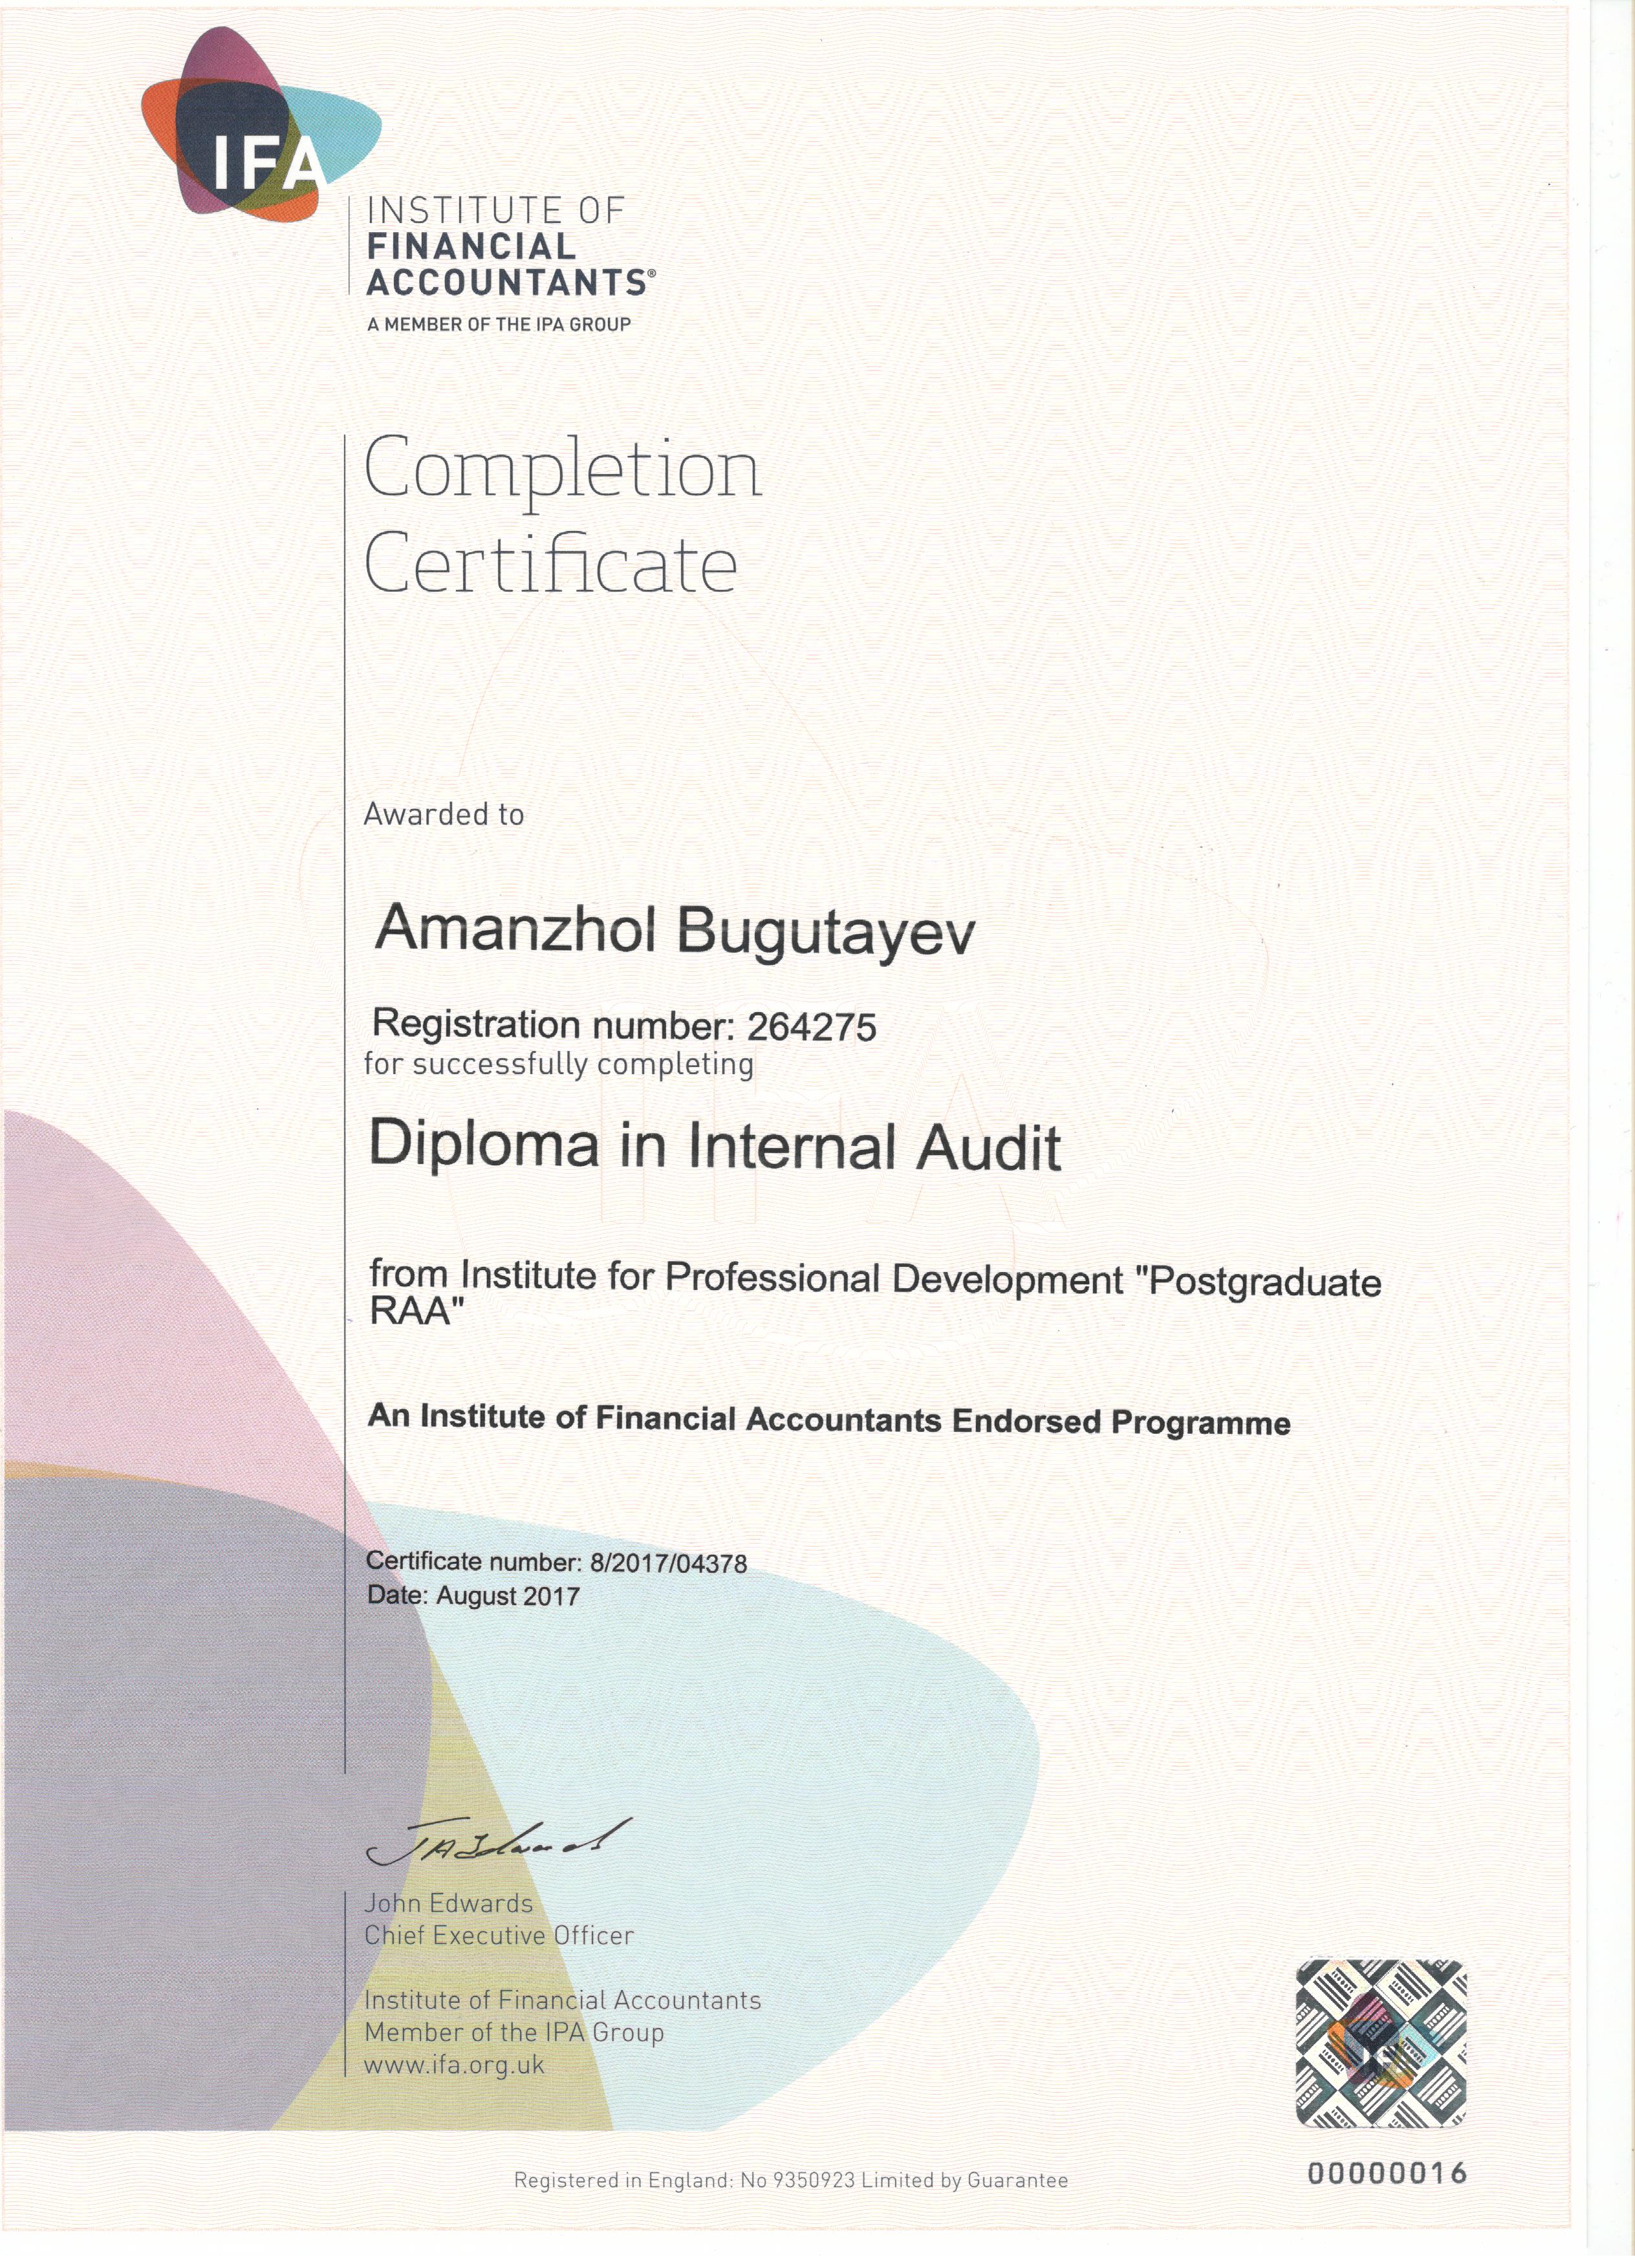 IFA
INSTITUTE OF
FINANCIAL
ACCOUNTANTS®
A MEMBER OF THE IPA GROUP
Completion
Certificate
Awarded to
Amanzhol Bugutayev
Registration number: 264275
for successfully completing
Diploma in Internal Audit
from Institute for Professional Development "Postgraduate
RAA"
An Institute of Financial Accountants Endorsed Programme
Certificate number: 8/2017/04378
Date: August 2017
JAEdwards
John Edwards
Chief Executive Officer
Institute of Financial Accountants
Member of the IPA Group
www.ifa.org.uk
00000016
Registered in England: No 9350923 Limited by Guarantee